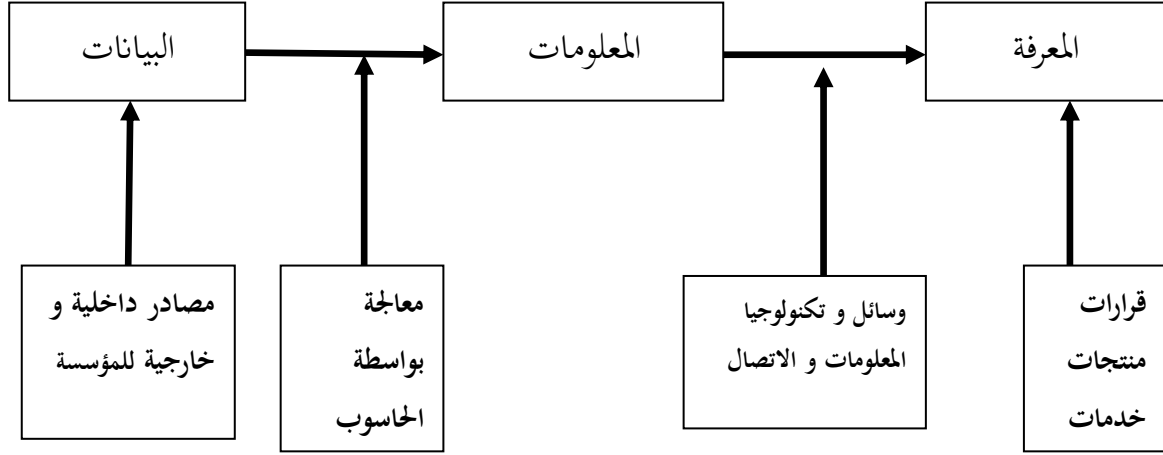 البيانات
المعلومات
المعرفة
مصادر داخلية و
خارجية للمؤسسة
معالجة
بواسطة
الحاسوب
وسائل و تكنولوجيا
المعلومات و الاتصال
قرارات
منتجات
خدمات